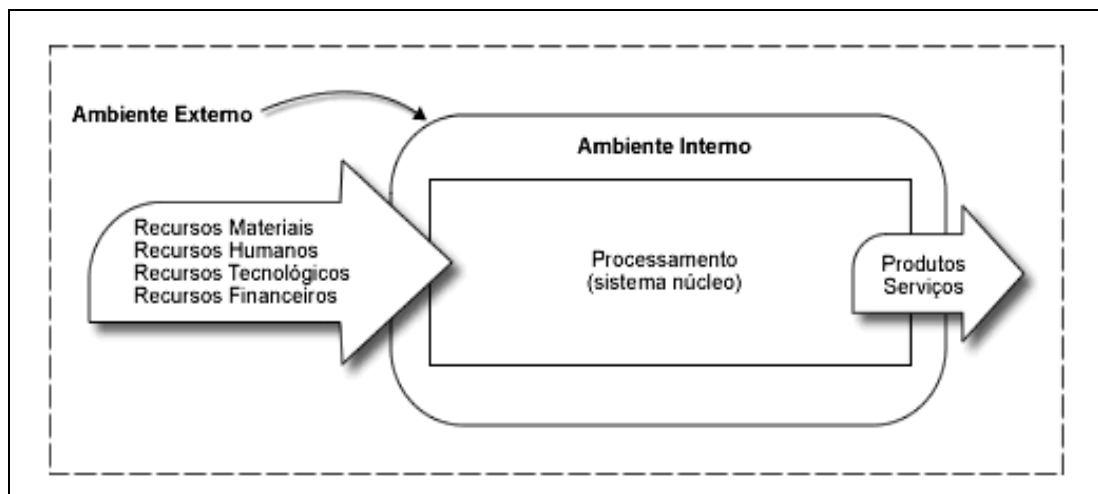 Ambiente Externo
Ambiente Interno
Recursos Materiais
Recursos Humanos
Recursos Tecnológicos
Recursos Financeiros
Processamento
(sistema núcleo)
Produtos
Serviços